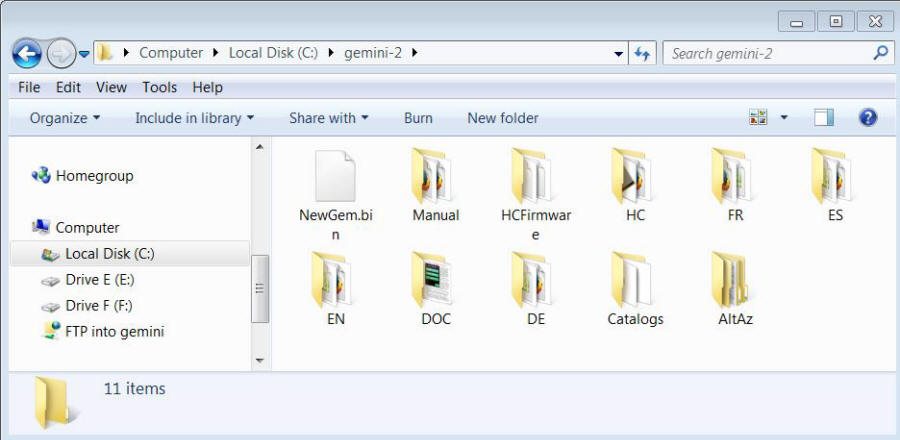 Computer Local Disk (C:) gemini-2 Search gemini-2
File Edit View Tools Help
Organize Include in library Share with Burn New folder
Homegroup
Computer
Local Disk (C:)
Drive E (E:)
Drive F (F:)
FTP into gemini
NewGem.bi
n
Manual
HCFirmwar
e
HC
FR
ES
EN
DOC
DE
Catalogs
AltAz
11 items